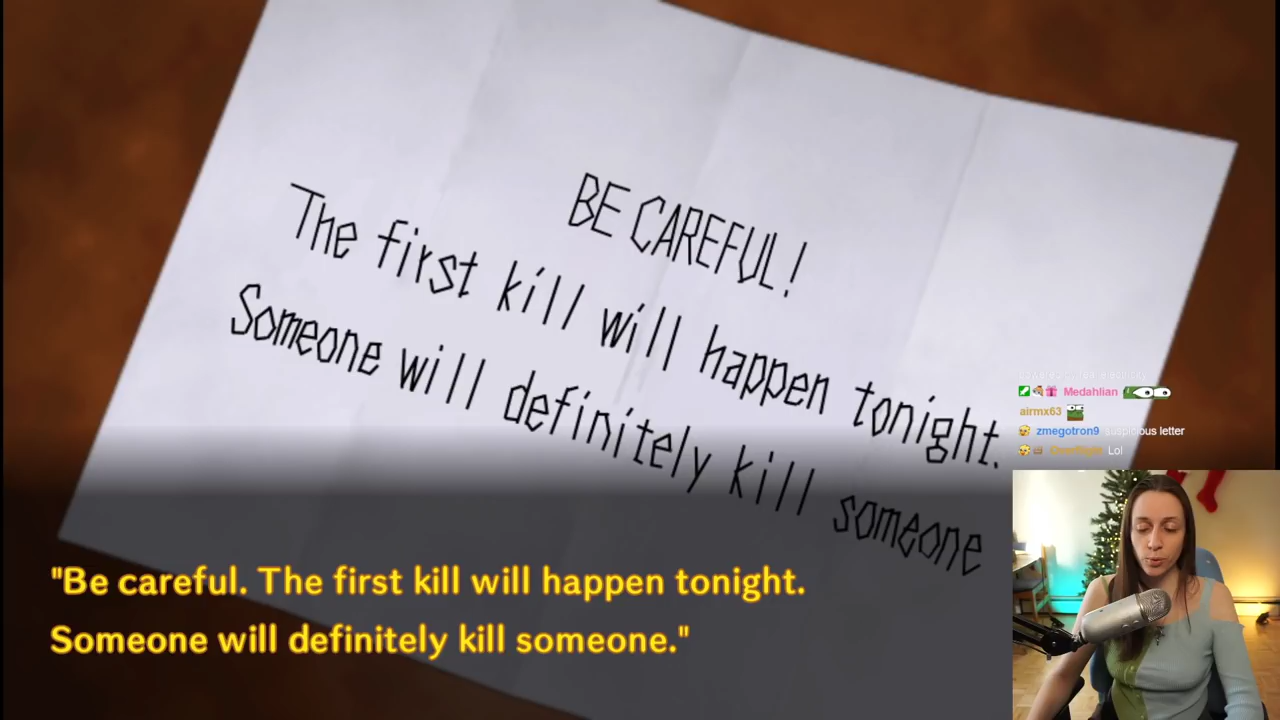 BE CAREFUL!
The first kill will happen tonight.
Someone will definitely kill someone
Medahlian
airmx63
zmegotron9 suspicious letter
Lol
"Be careful. The first kill will happen tonight.
Someone will definitely kill someone."